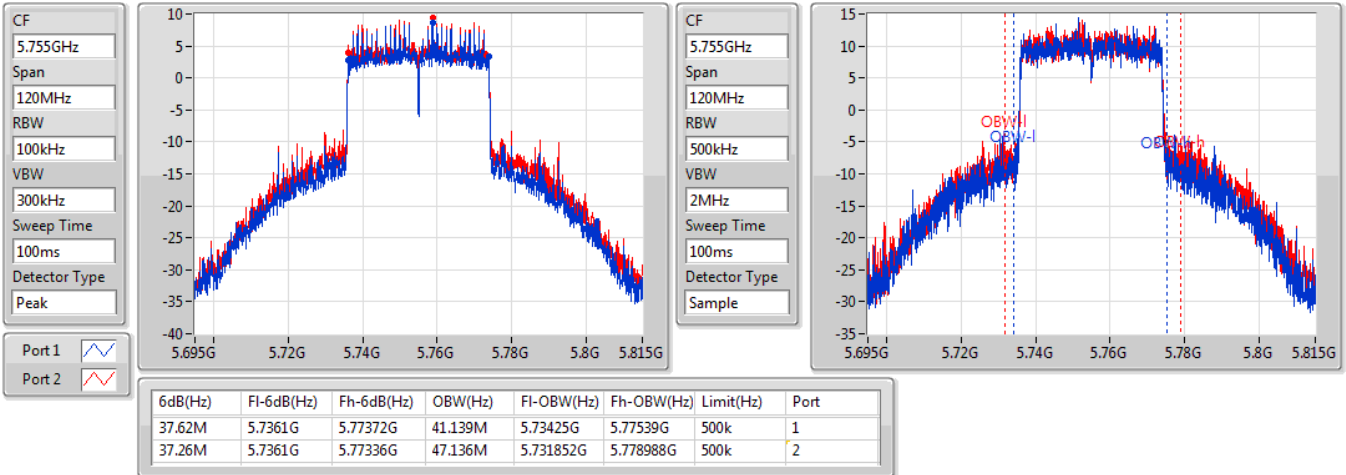 CF
5.755GHz
Span
120MHz
RBW
100kHz
VBW
300kHz
Sweep Time
100ms
Detector Type
Peak
Port 1
Port 2
10
5
0
-5
-10
-15
-20
-25
-30
-35
-40
5.695G 5.72G 5.74G 5.76G 5.78G 5.8G 5.815G
CF
5.755GHz
Span
120MHz
RBW
500kHz
VBW
2MHz
Sweep Time
100ms
Detector Type
Sample
15
10
5
0
-5
-10
-15
-20
-25
-30
-35
OBW-l
OBW-l
5.695G 5.72G 5.74G 5.76G 5.78G 5.8G 5.815G
6dB(Hz) Fl-6dB(Hz) Fh-6dB(Hz) OBW(Hz) Fl-OBW(Hz) Fh-OBW(Hz) Limit(Hz) Port
37.62M 5.7361G 5.77372G 41.139M 5.73425G 5.77539G 500k 1
37.26M 5.7361G 5.77336G 47.136M 5.731852G 5.778988G 500k 2